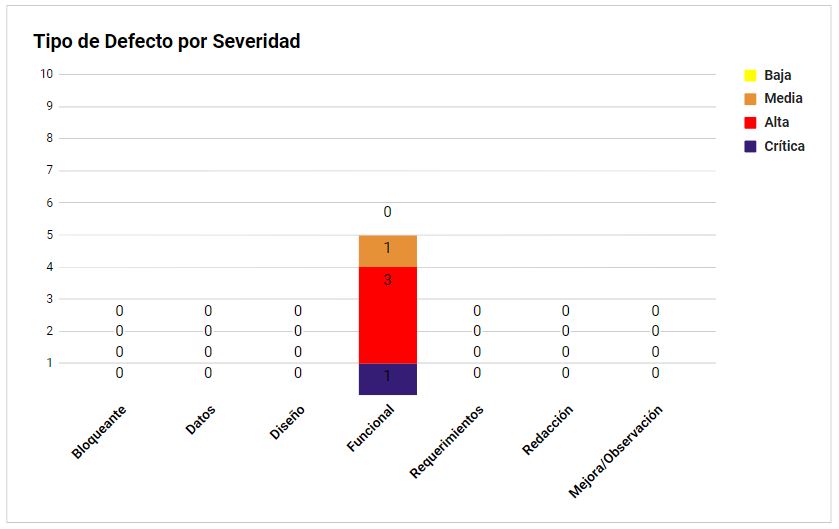 Tipo de Defecto por Severidad
10
9
8
7
6
5
4
3
2
1
Baja
Media
Alta
Crítica
0
1
3
1
0 0 0 0 0 0
0 0 0 0 0 0
0 0 0 0 0 0
0 0 0 0 0 0
Bloqueante
Datos
Diseño
Funcional
Requerimientos
Redacción
Mejora/Observación